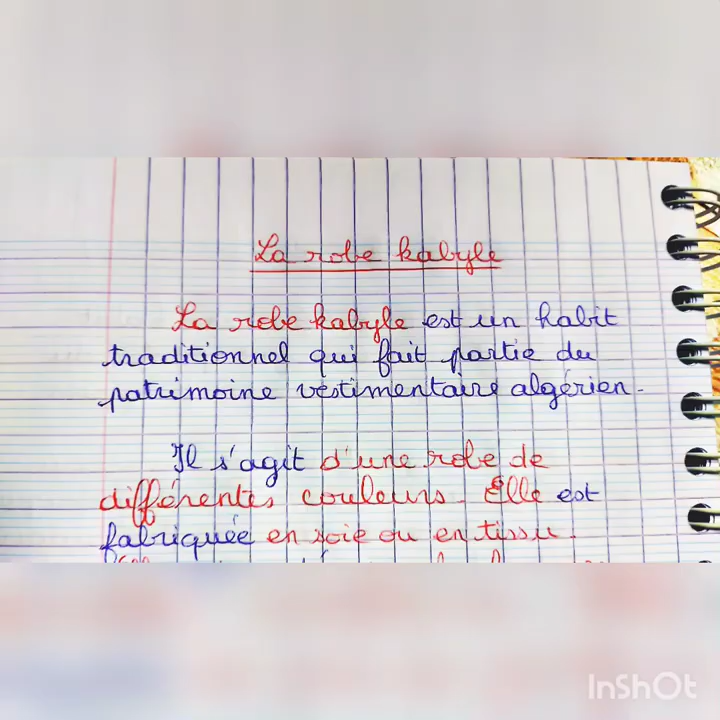 La robe kabyle
La robe kabyle est un habit
traditionnel qui fait partie du
patrimoine vestimentaire algérien.
Il s'agit d'une robe de
différentes couleurs. Elle est
fabriquée en soie ou en tissu.
InShOt